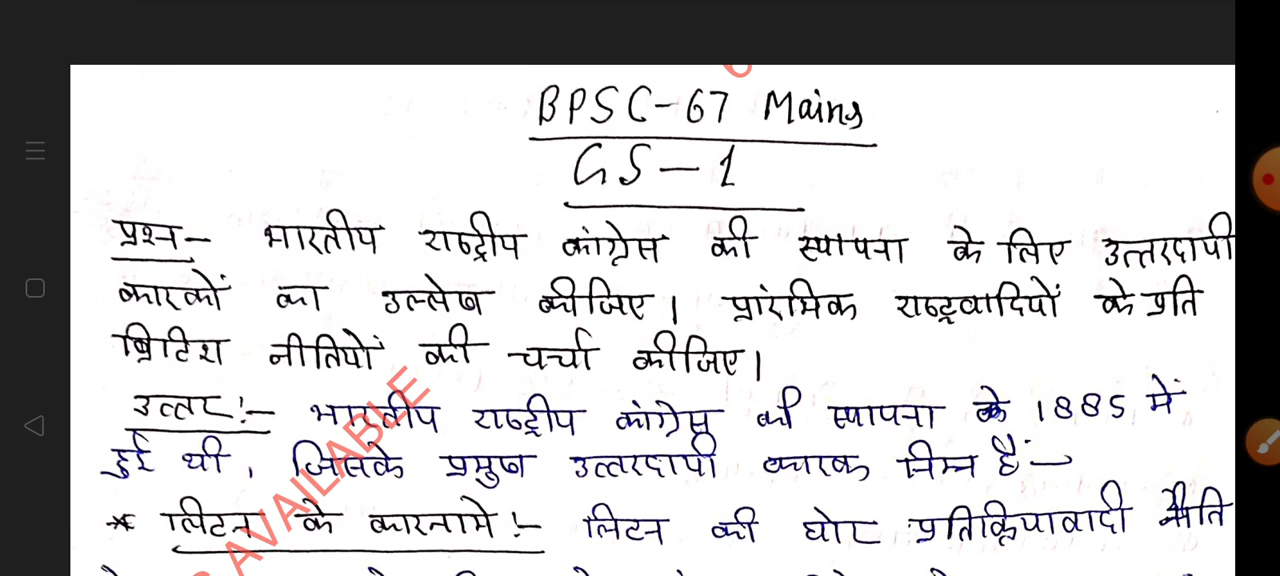 BPSC-67 Mains
GS-1
प्रश्न- भारतीय राष्ट्रीय कांग्रेस की स्थापना के लिए उत्तरदायी
कारकों का उल्लेख कीजिए। प्रारंभिक राष्ट्रवादियों के प्रति
ब्रिटिश नीतियों की चर्चा कीजिए।
उत्तर:- भारतीय राष्ट्रीय कांग्रेस की स्थापना के 1885 में
हुई थी, जिसके प्रमुख उत्तरदायी कारक निम्न हैं:-
* लिटन के कारनामे:- लिटन की घोर प्रतिक्रियावादी नीति
AVAILABLE